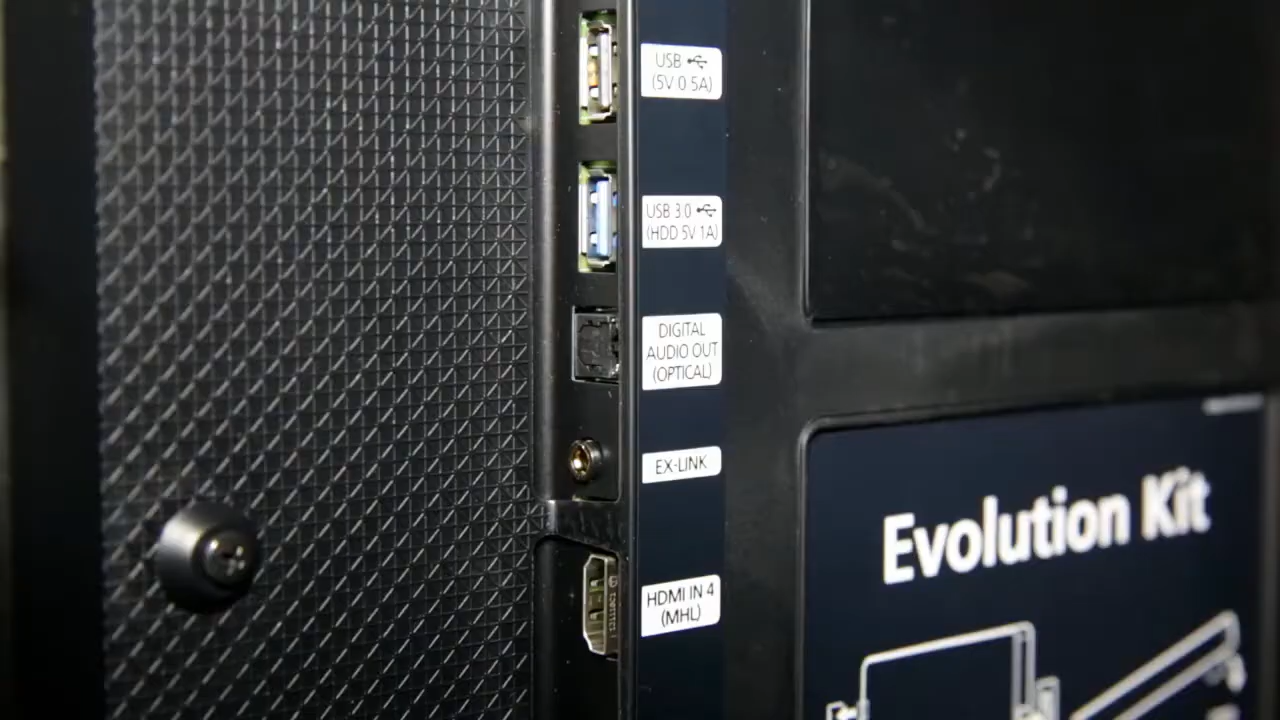 USB
(5V 0.5A)
USB 3.0
(HDD 5V 1A)
DIGITAL
AUDIO OUT
(OPTICAL)
EX-LINK
HDMI IN 4
(MHL)
Evolution Kit